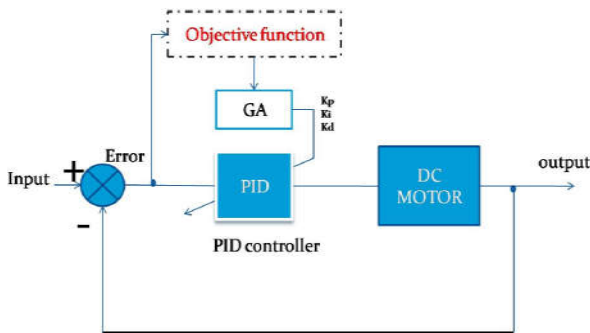 Objective function
GA
Kp
Ki
Kd
Error
+
Input
PID
DC
MOTOR
output
-
PID controller